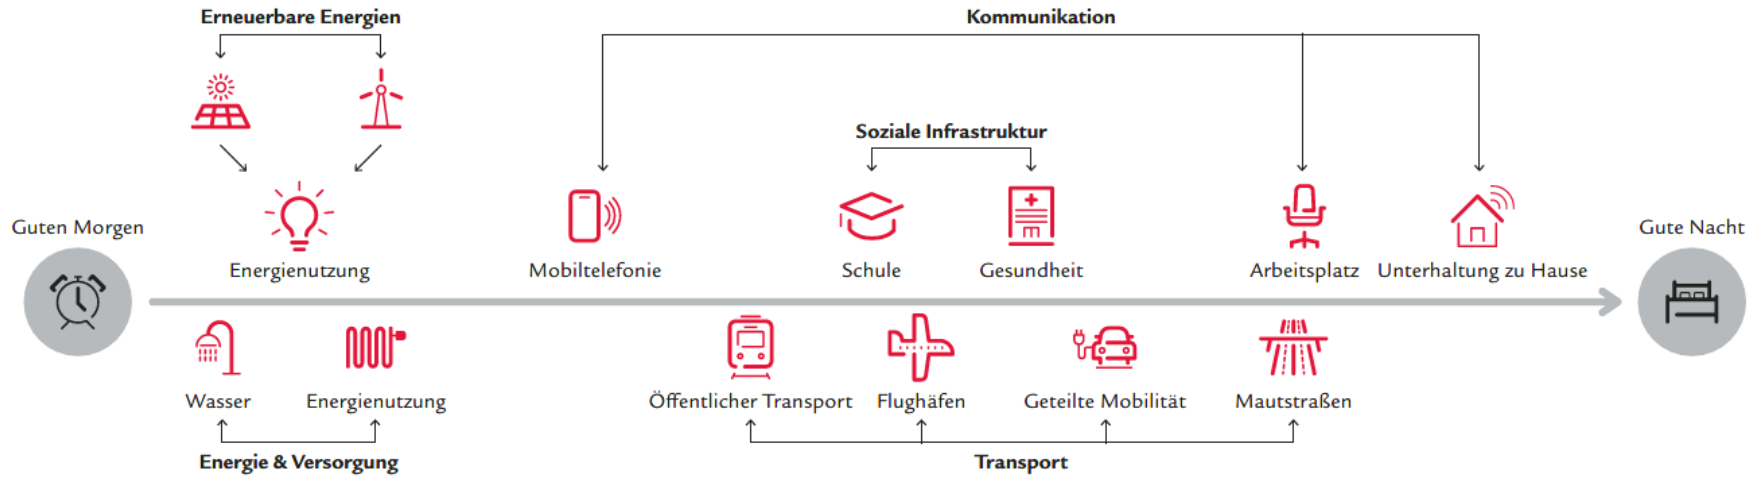 Erneuerbare Energien
Kommunikation
Soziale Infrastruktur
Guten Morgen
Gute Nacht
Energienutzung
Mobiltelefonie
Schule
Gesundheit
Arbeitsplatz
Unterhaltung zu Hause
Wasser
Energienutzung
Öffentlicher Transport
Flughäfen
Geteilte Mobilität
Mautstraßen
Energie & Versorgung
Transport